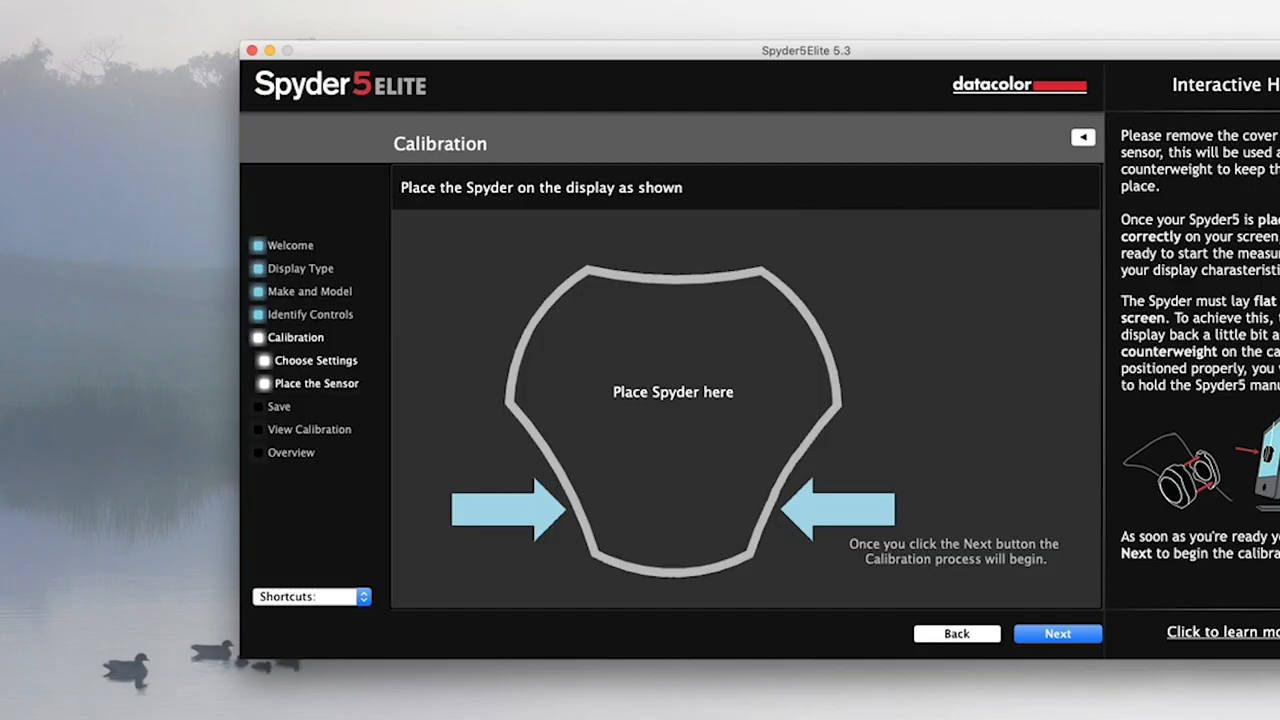 Spyder5Elite 5.3
Spyder5ELITE
datacolor
Interactive H
Calibration
◄
Place the Spyder on the display as shown
Welcome
Display Type
Make and Model
Identify Controls
Calibration
Choose Settings
Place the Sensor
Save
View Calibration
Overview
Shortcuts:
Place Spyder here
Once you click the Next button the
Calibration process will begin.
Back
Next
Please remove the cover
sensor, this will be used a
counterweight to keep th
place.
Once your Spyder5 is pla
correctly on your screen
ready to start the measu
your display charasteristi
The Spyder must lay flat
screen. To achieve this,
display back a little bit a
counterweight on the ca
positioned properly, you
to hold the Spyder5 manu
As soon as you're ready y
Next to begin the calibra
Click to learn mo